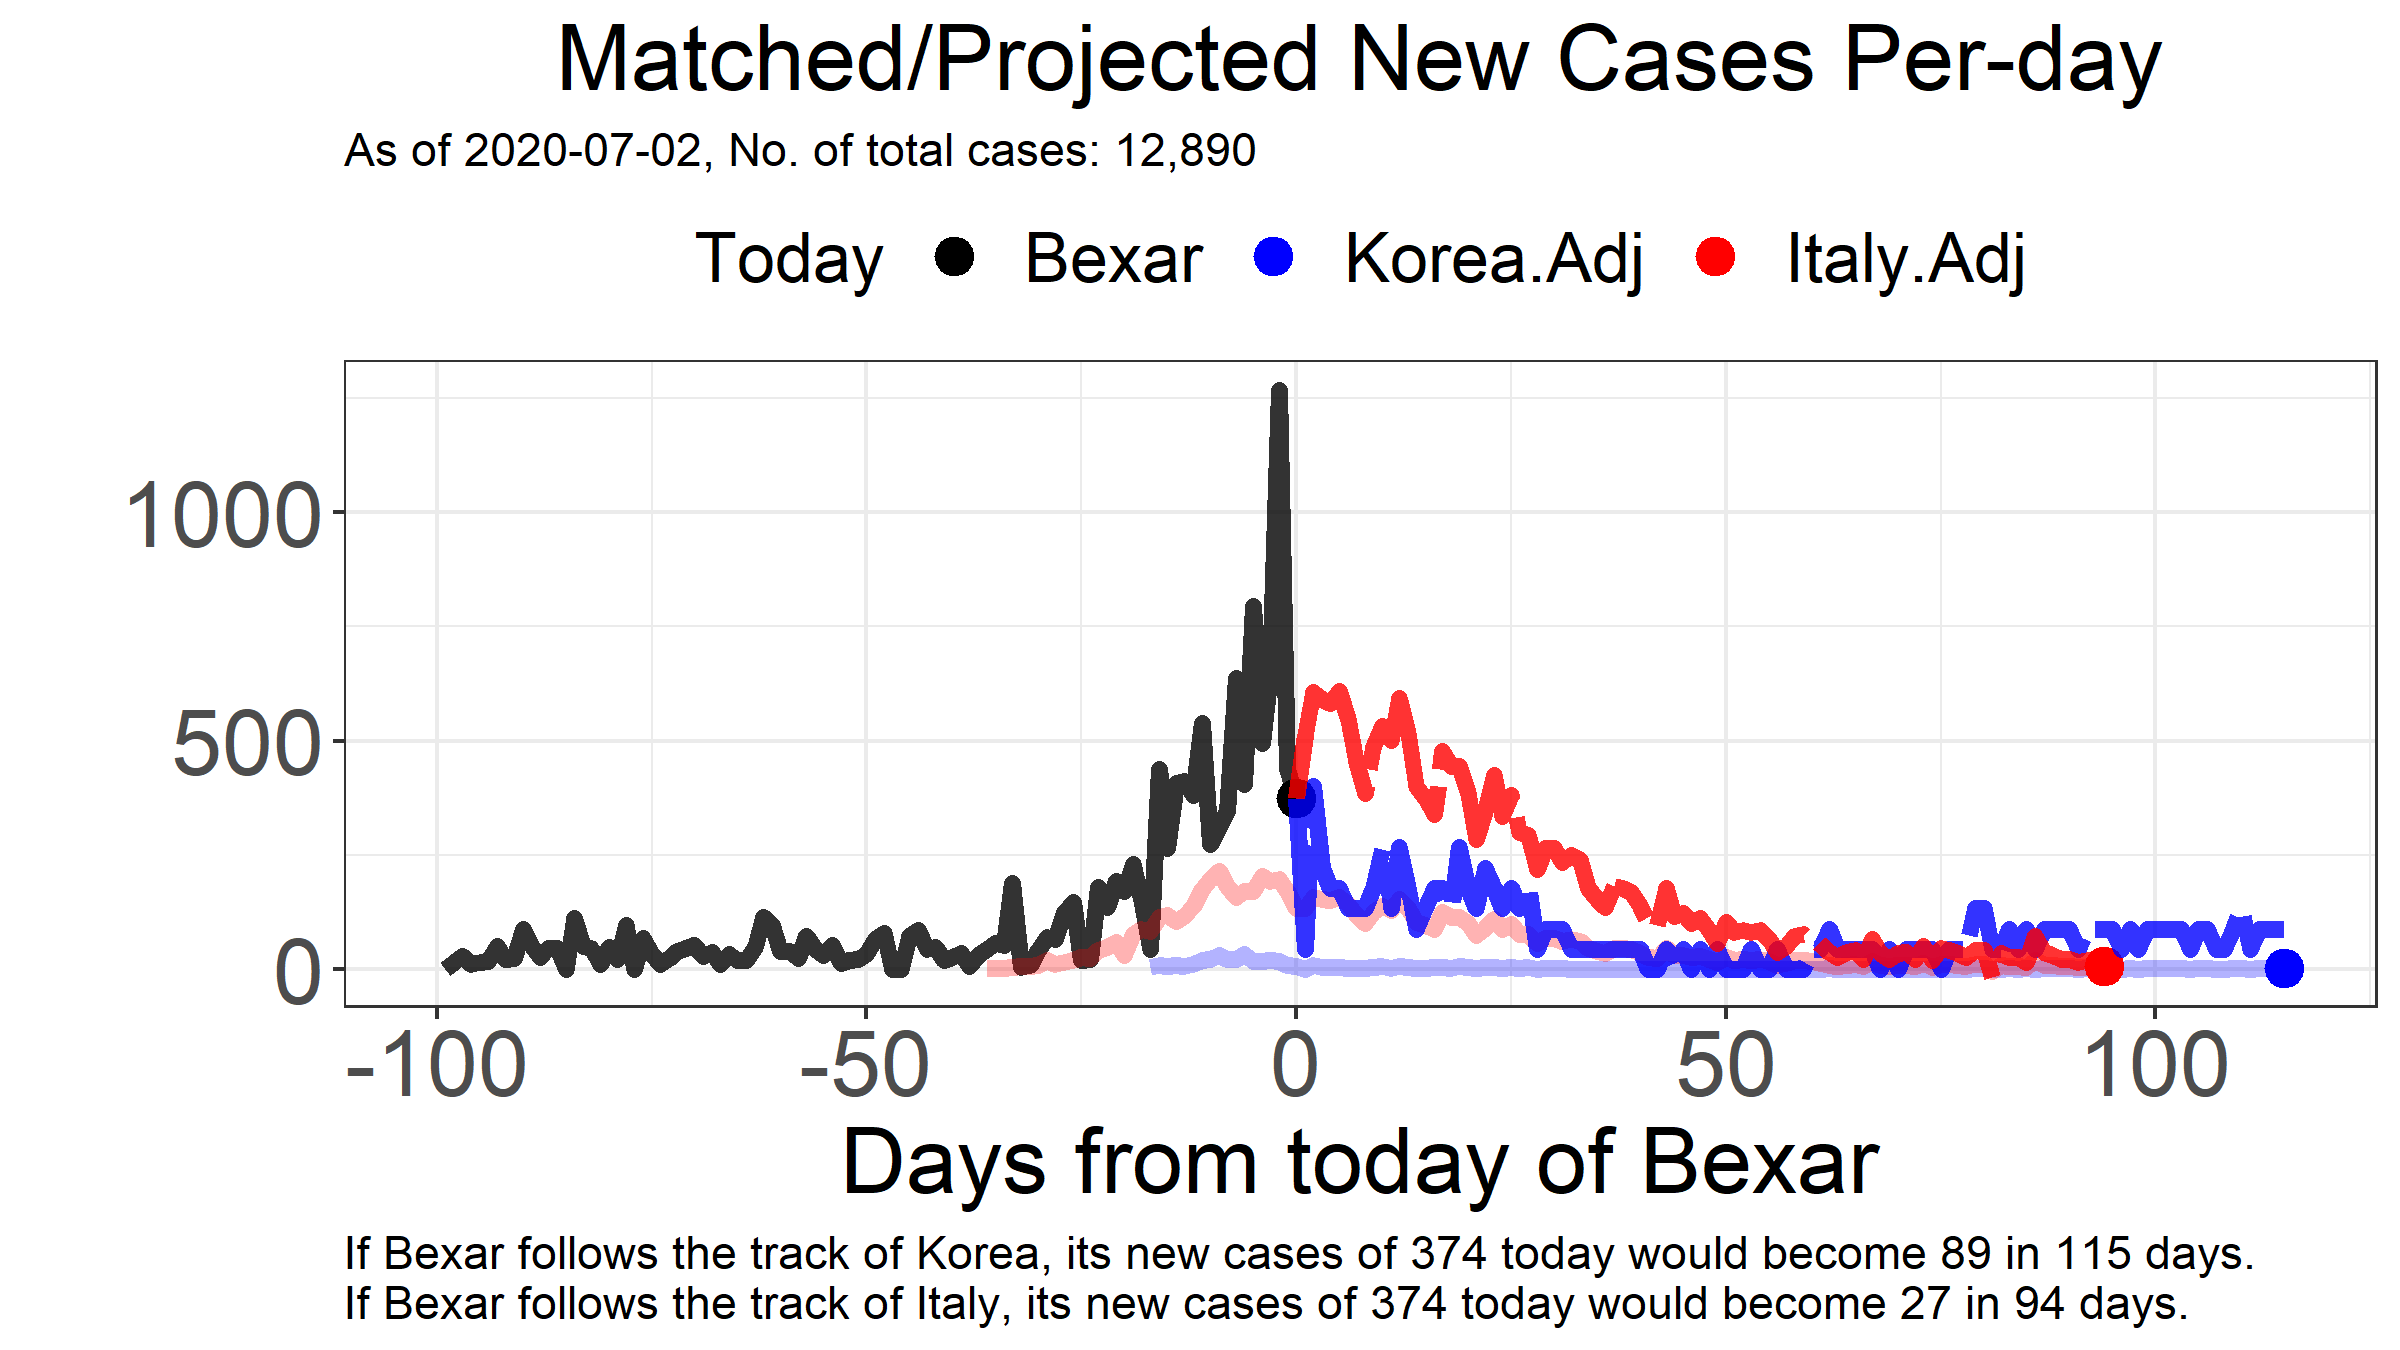 Matched/Projected New Cases Per-day
As of 2020-07-02, No. of total cases: 12,890
Today Bexar Korea.Adj Italy.Adj
1000
500
0
-100 -50 0 50 100
Days from today of Bexar
If Bexar follows the track of Korea, its new cases of 374 today would become 89 in 115 days.
If Bexar follows the track of Italy, its new cases of 374 today would become 27 in 94 days.